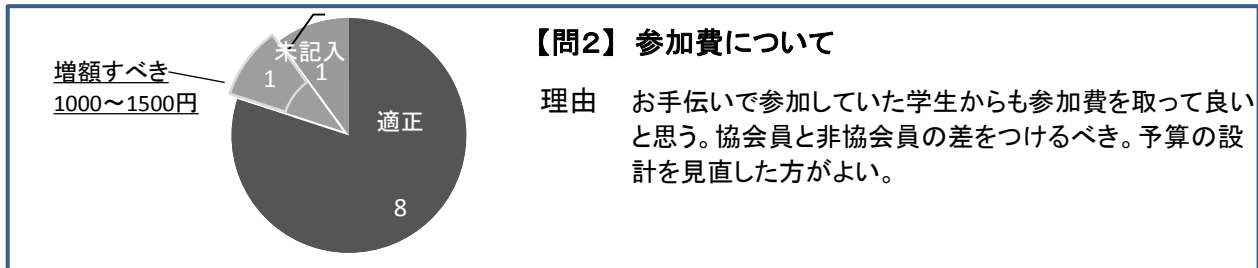 【問2】 参加費について
増額すべき
1000～1500円
未記入
1
1
適正
8
理由 お手伝いで参加していた学生からも参加費を取って良い
と思う。協会員と非協会員の差をつけるべき。予算の設
計を見直した方がよい。